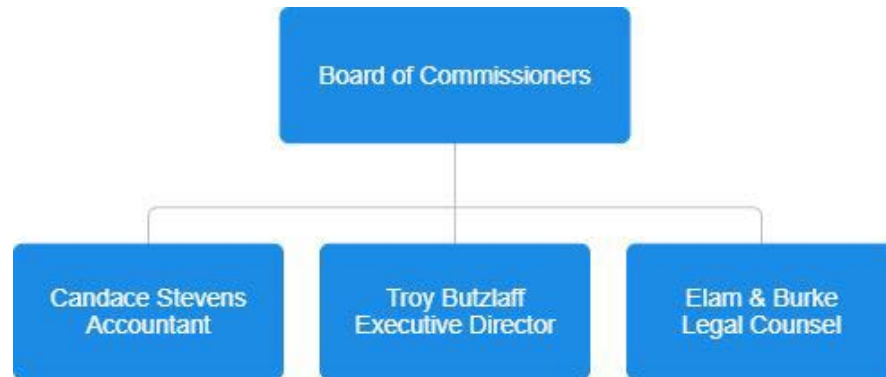 Board of Commissioners
Candace Stevens
Accountant
Troy Butzlaff
Executive Director
Elam & Burke
Legal Counsel